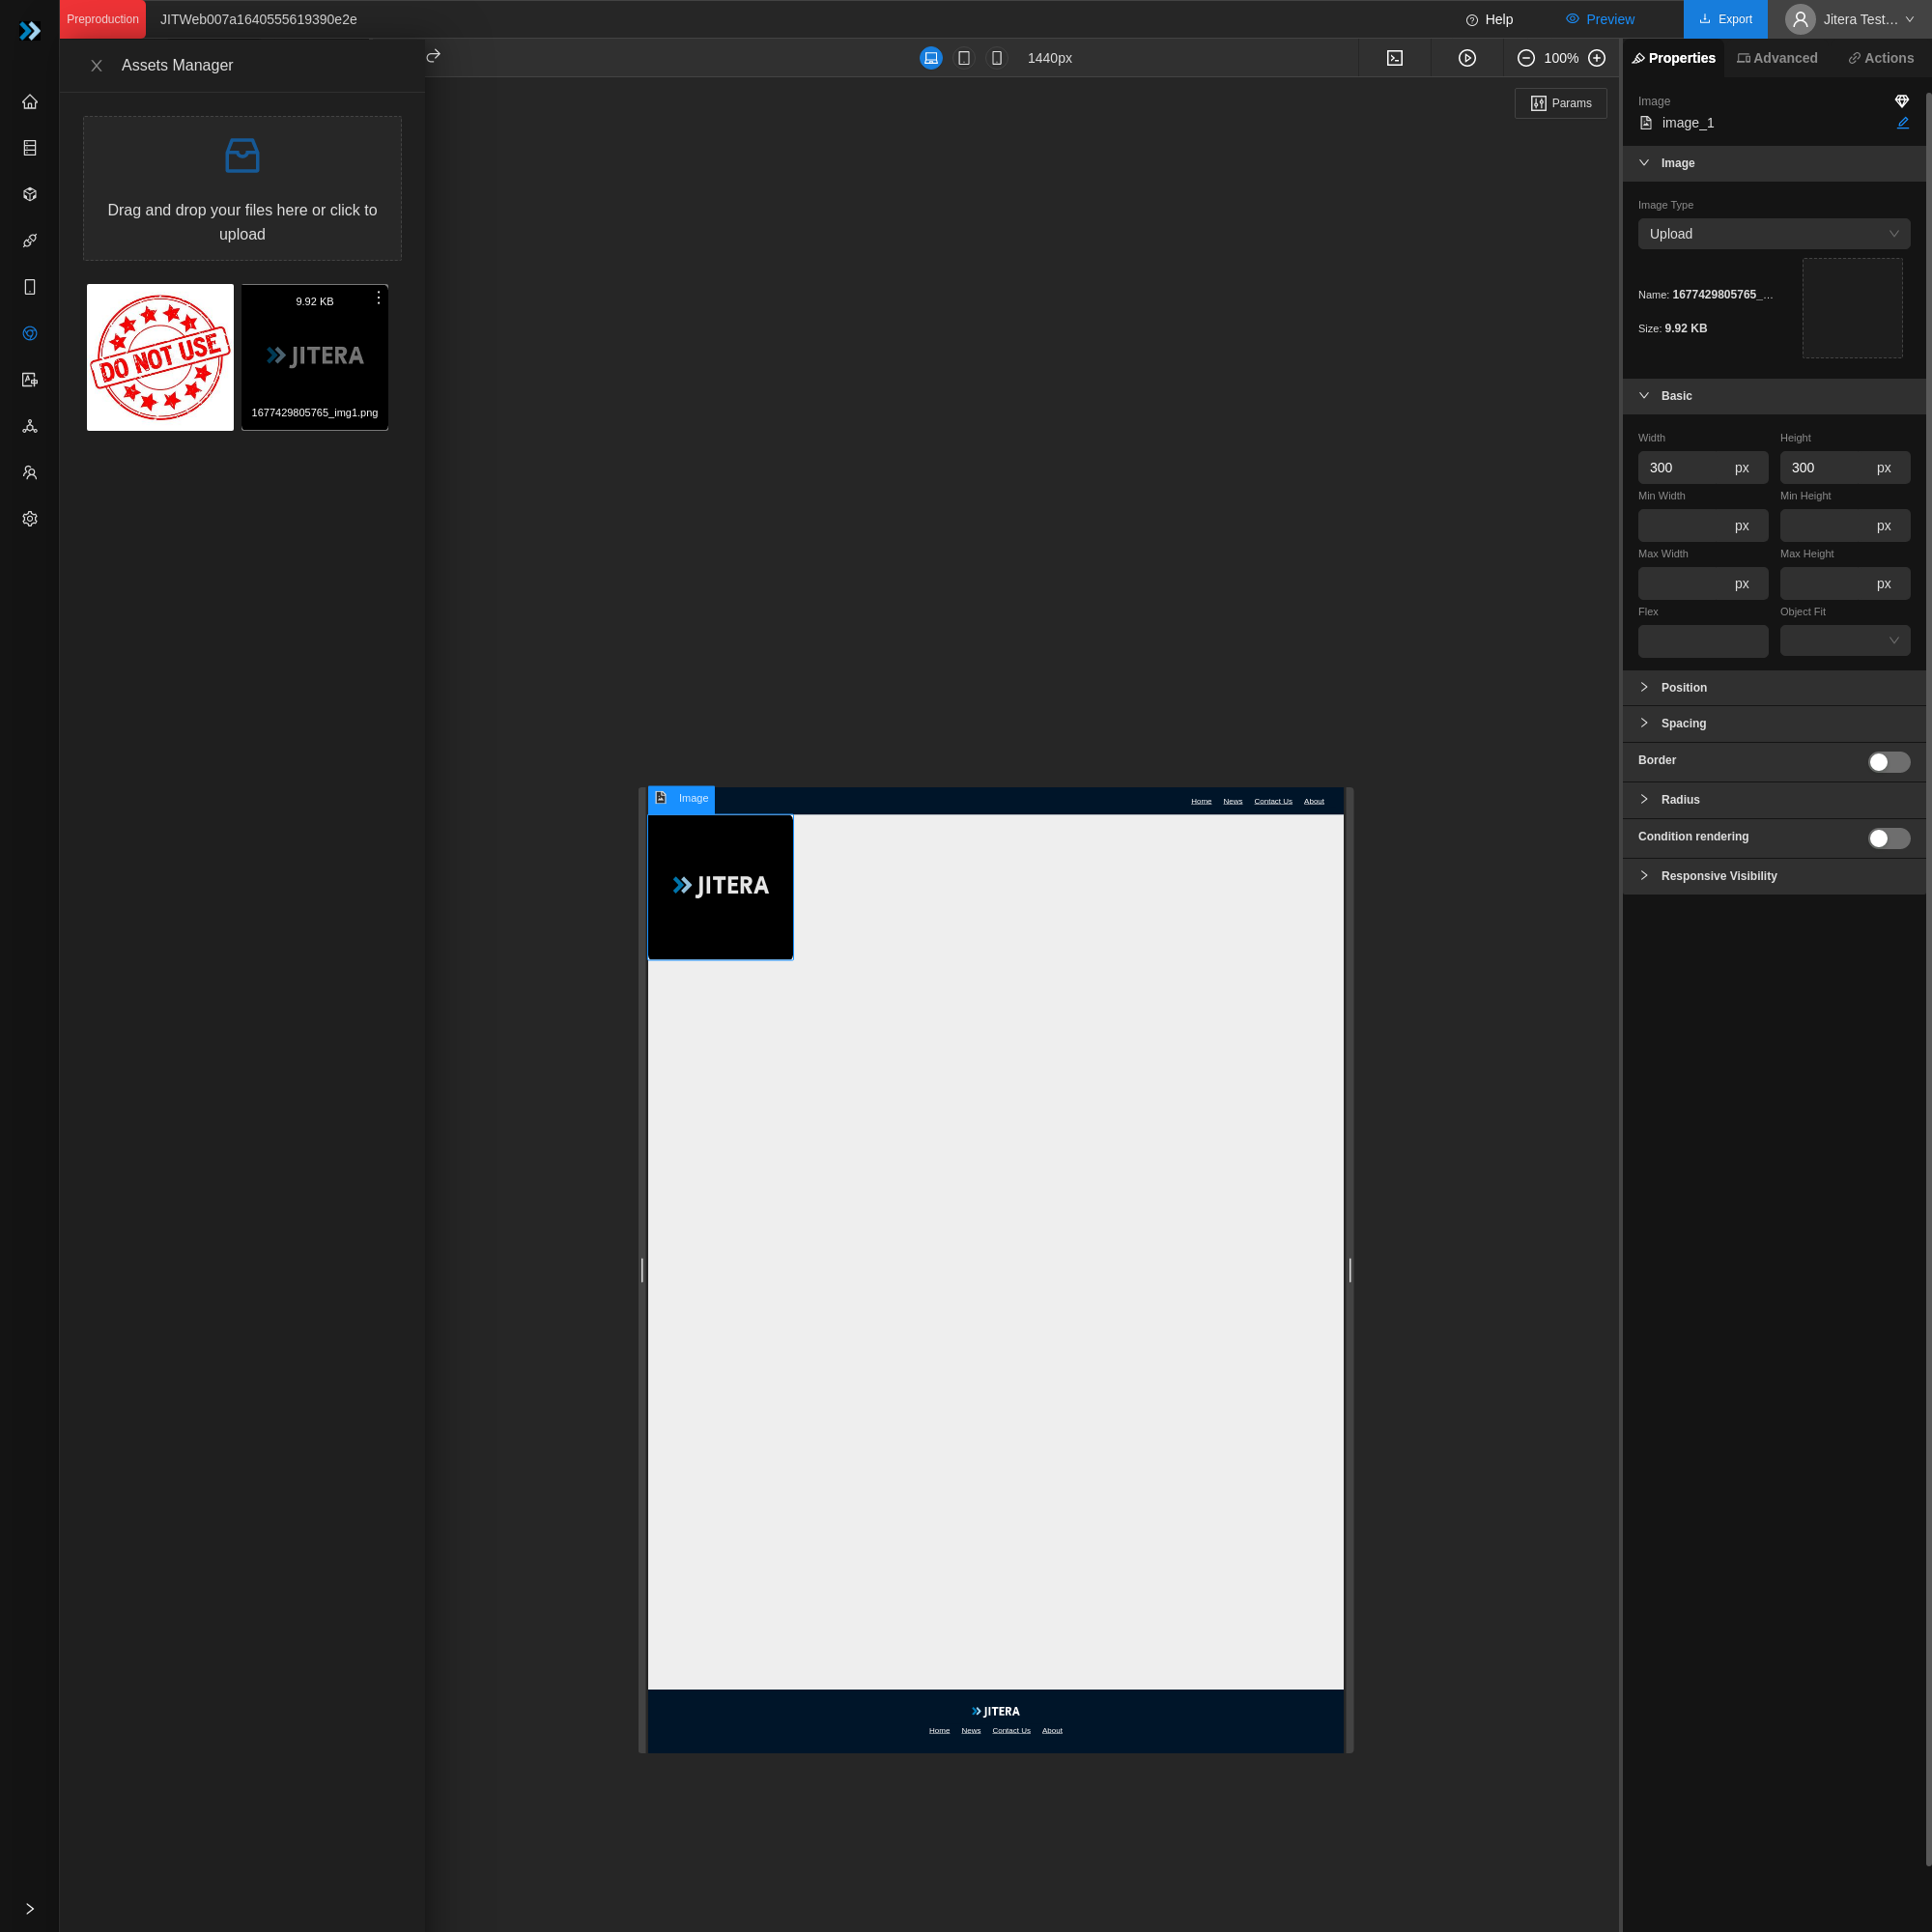 Preproduction
JITWeb007a1640555619390e2e
Help
Preview
Export
Jitera Test…
Assets Manager
1440px
100%
Properties
Advanced
Actions
Params
Drag and drop your files here or click to
upload
DO NOT USE
9.92 KB
JITERA
1677429805765_img1.png
Image
image_1
Image
Image Type
Upload
Name: 1677429805765_…
Size: 9.92 KB
Basic
Width
Height
300 px
300 px
Min Width
Min Height
px
px
Max Width
Max Height
px
px
Flex
Object Fit
Position
Spacing
Border
Radius
Condition rendering
Responsive Visibility
Image
Home News Contact Us About
JITERA
JITERA
Home News Contact Us About